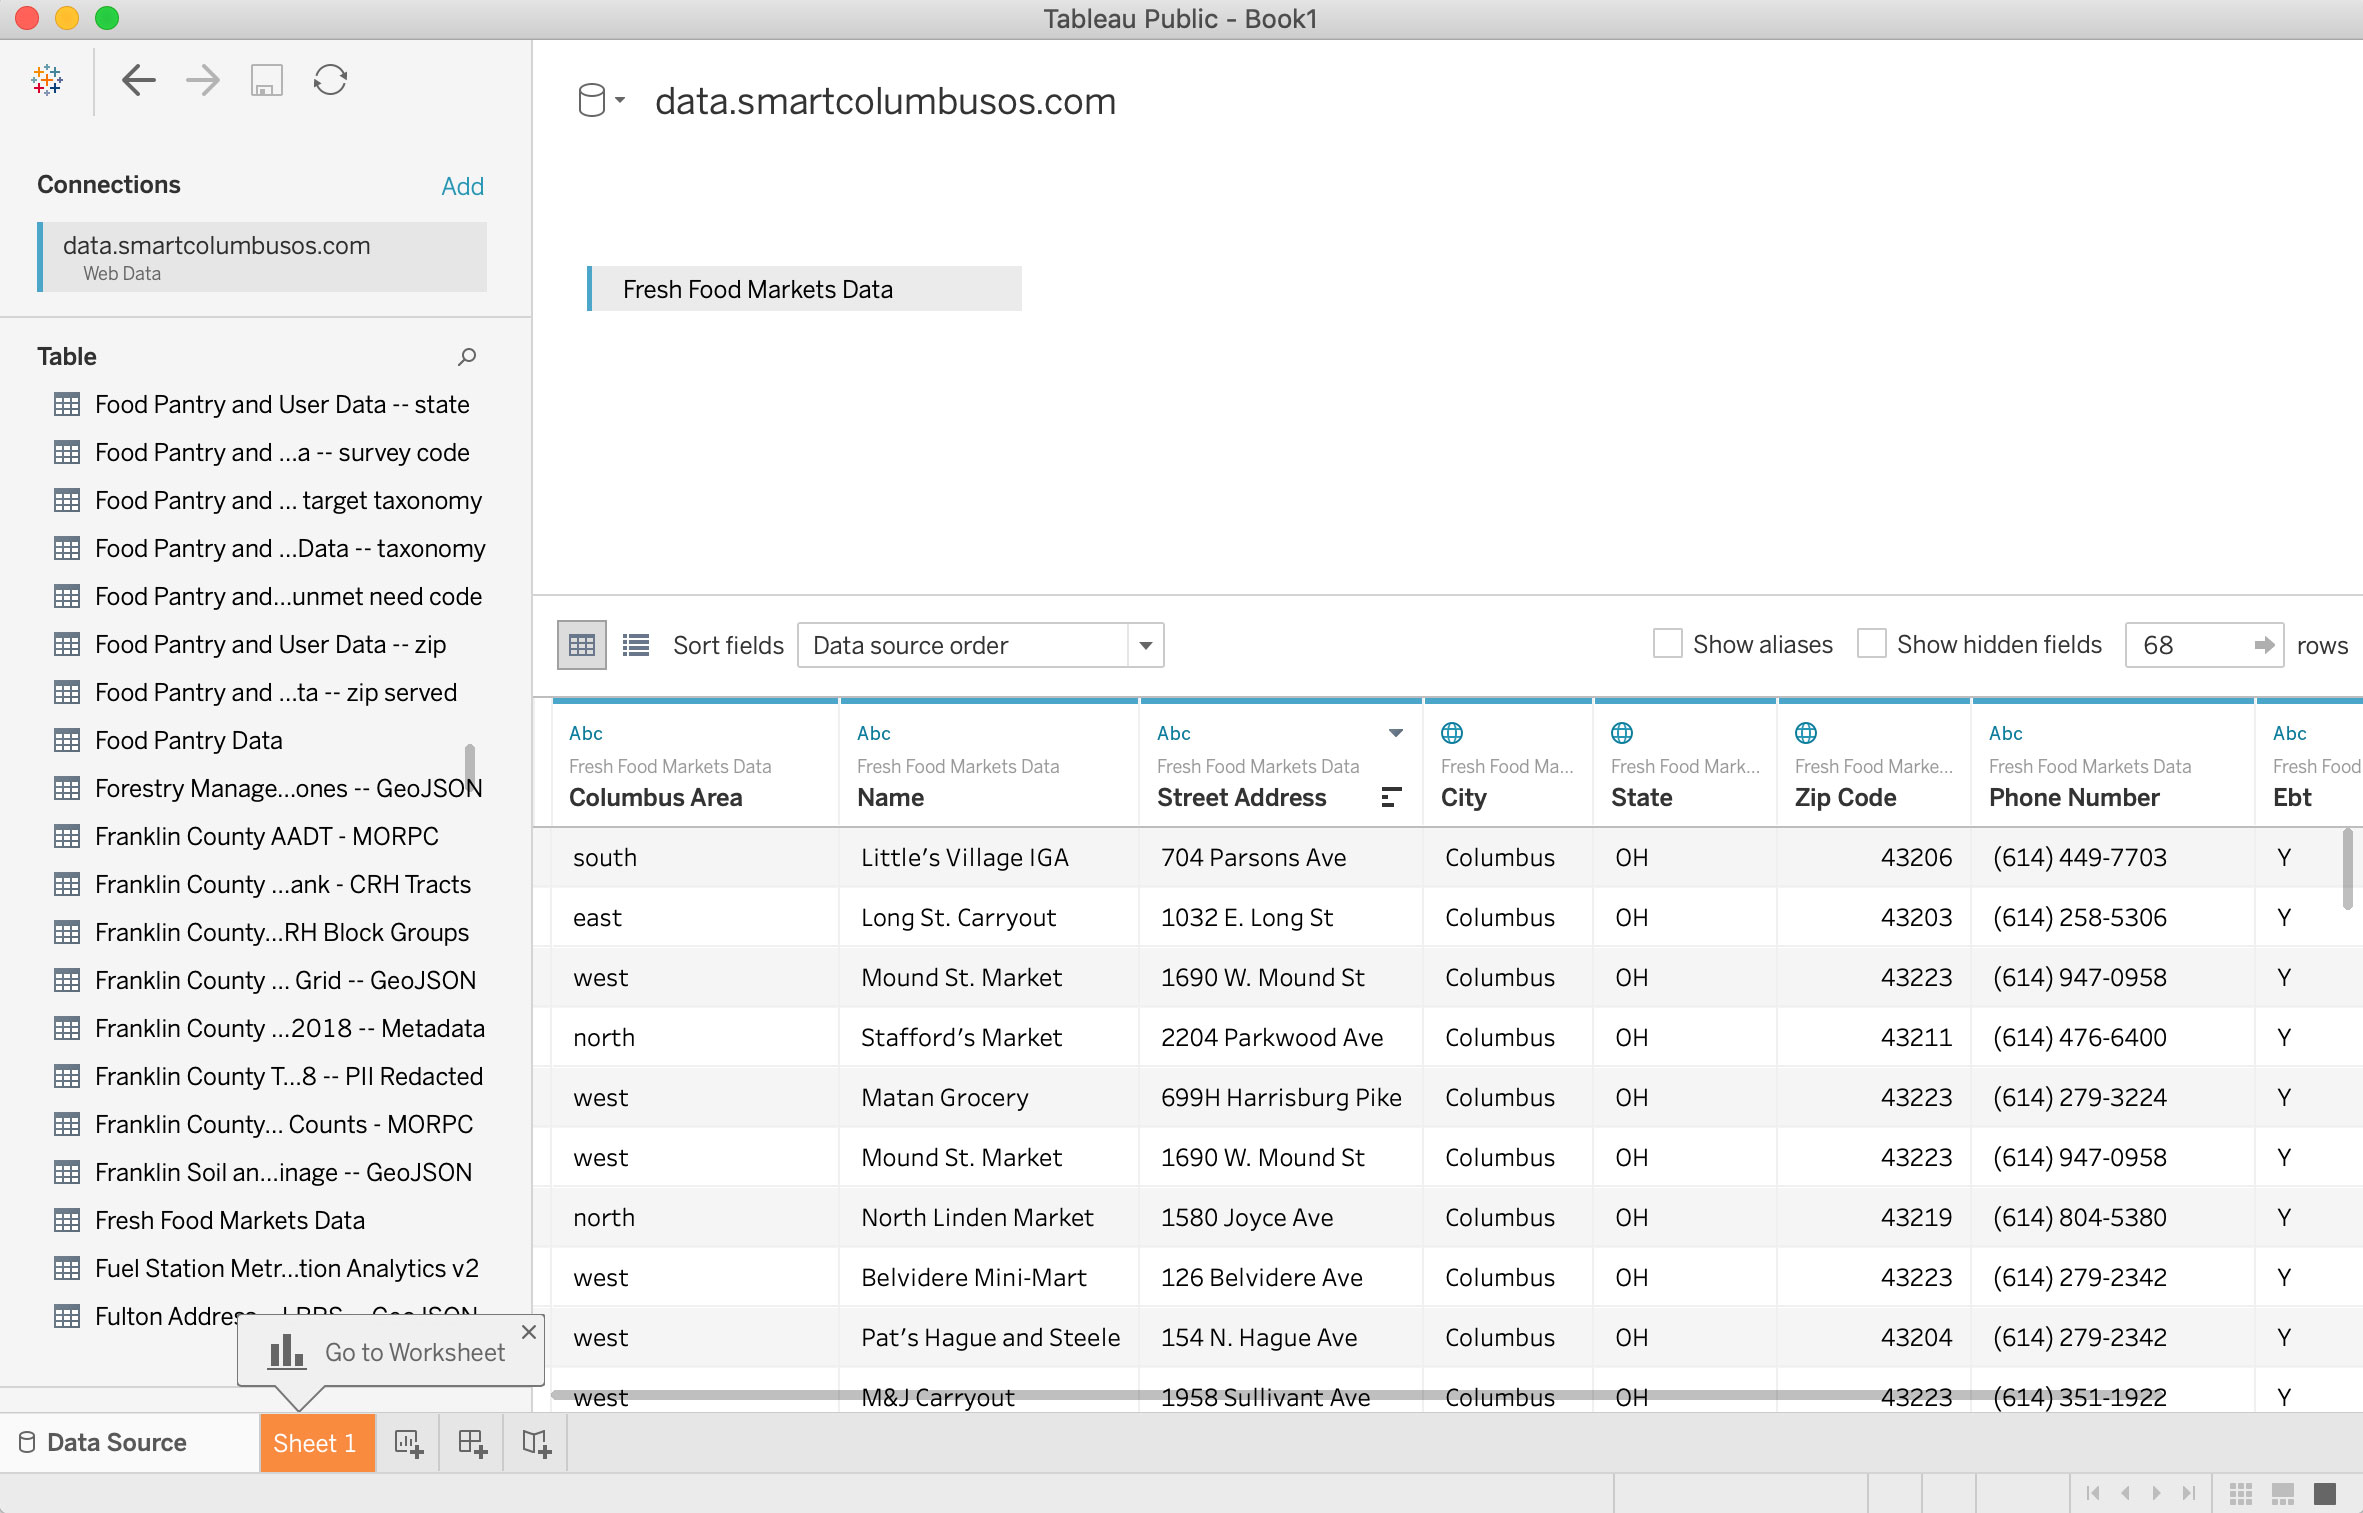 Tableau Public - Book1
data.smartcolumbusos.com
Connections Add
data.smartcolumbusos.com
Web Data
Fresh Food Markets Data
Table
Food Pantry and User Data -- state
Food Pantry and ...a -- survey code
Food Pantry and ... target taxonomy
Food Pantry and ...Data -- taxonomy
Food Pantry and...unmet need code
Food Pantry and User Data -- zip
Food Pantry and ...ta -- zip served
Food Pantry Data
Forestry Manage...ones -- GeoJSON
Franklin County AADT - MORPC
Franklin County ...ank - CRH Tracts
Franklin County...RH Block Groups
Franklin County ... Grid -- GeoJSON
Franklin County ...2018 -- Metadata
Franklin County T...8 -- PII Redacted
Franklin County... Counts - MORPC
Franklin Soil an...inage -- GeoJSON
Fresh Food Markets Data
Fuel Station Metr...tion Analytics v2
Fulton Address... LBRS -- GeoJSON
Go to Worksheet
Sort fields Data source order Show aliases Show hidden fields 68 rows
Abc Abc Abc Abc Abc
Fresh Food Markets Data Fresh Food Markets Data Fresh Food Markets Data Fresh Food Ma... Fresh Food Mark... Fresh Food Marke... Fresh Food Markets Data Fresh Food
Columbus Area Name Street Address City State Zip Code Phone Number Ebt
south Little's Village IGA 704 Parsons Ave Columbus OH 43206 (614) 449-7703 Y
east Long St. Carryout 1032 E. Long St Columbus OH 43203 (614) 258-5306 Y
west Mound St. Market 1690 W. Mound St Columbus OH 43223 (614) 947-0958 Y
north Stafford's Market 2204 Parkwood Ave Columbus OH 43211 (614) 476-6400 Y
west Matan Grocery 699H Harrisburg Pike Columbus OH 43223 (614) 279-3224 Y
west Mound St. Market 1690 W. Mound St Columbus OH 43223 (614) 947-0958 Y
north North Linden Market 1580 Joyce Ave Columbus OH 43219 (614) 804-5380 Y
west Belvidere Mini-Mart 126 Belvidere Ave Columbus OH 43223 (614) 279-2342 Y
west Pat's Hague and Steele 154 N. Hague Ave Columbus OH 43204 (614) 279-2342 Y
west M&J Carryout 1958 Sullivant Ave Columbus OH 43223 (614) 351-1922 Y
Data Source Sheet 1